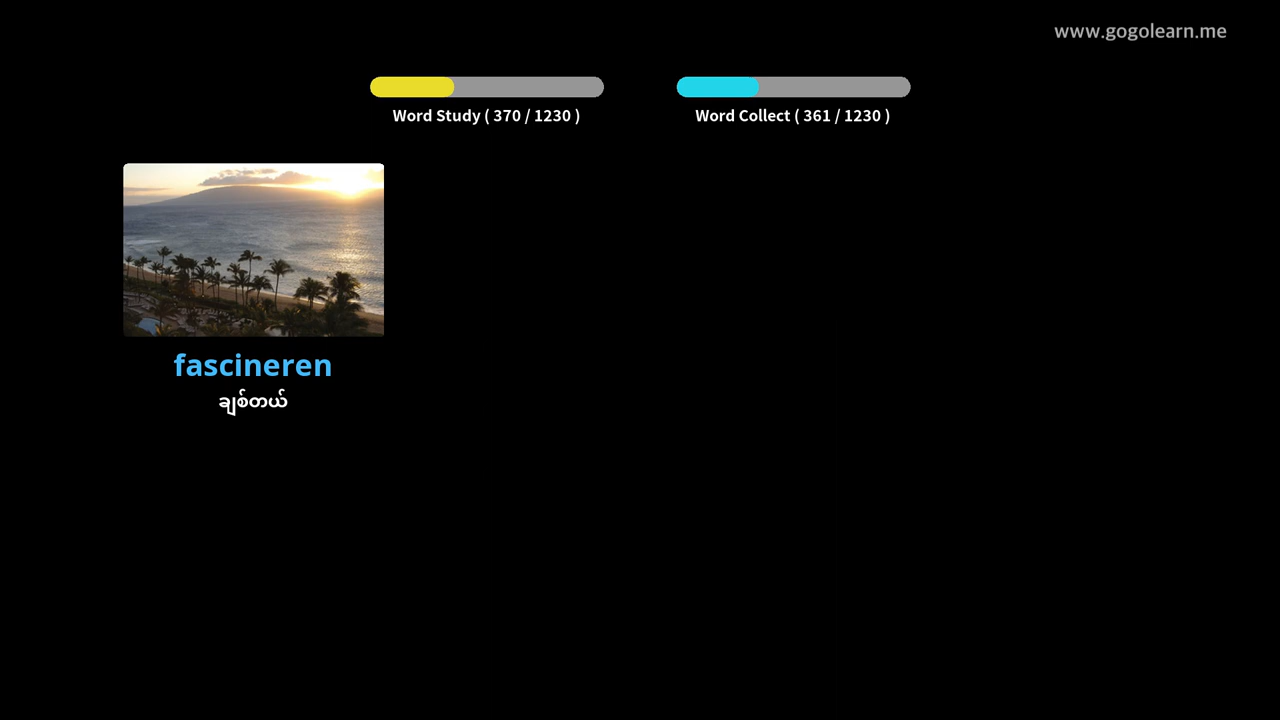 www.gogolearn.me
Word Study ( 370 / 1230 )
Word Collect ( 361 / 1230 )
fascineren
ချစ်တယ်